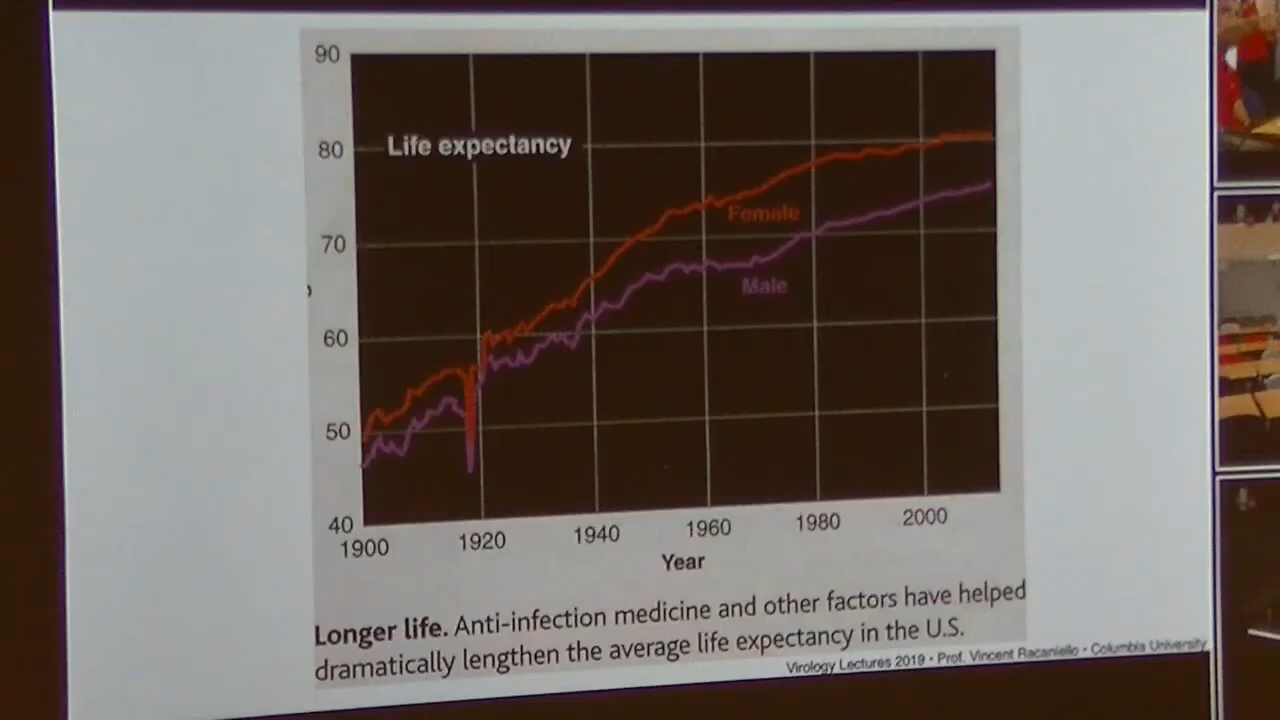 90
80
70
60
50
40
Life expectancy
Female
Male
1900 1920 1940 1960 1980 2000
Year
Longer life. Anti-infection medicine and other factors have helped
dramatically lengthen the average life expectancy in the U.S.
Virology Lectures 2019 • Prof. Vincent Racaniello • Columbia University